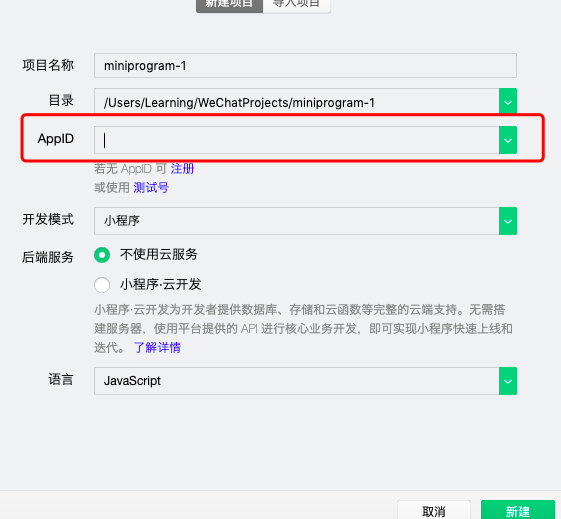 新建项目 导入项目
项目名称 miniprogram-1
目录 /Users/Learning/WeChatProjects/miniprogram-1
AppID
若无 AppID 可 注册
或使用 测试号
开发模式 小程序
后端服务 不使用云服务
小程序·云开发
小程序·云开发为开发者提供数据库、存储和云函数等完整的云端支持。无需搭
建服务器，使用平台提供的 API 进行核心业务开发，即可实现小程序快速上线和
迭代。 了解详情
语言 JavaScript
取消 新建